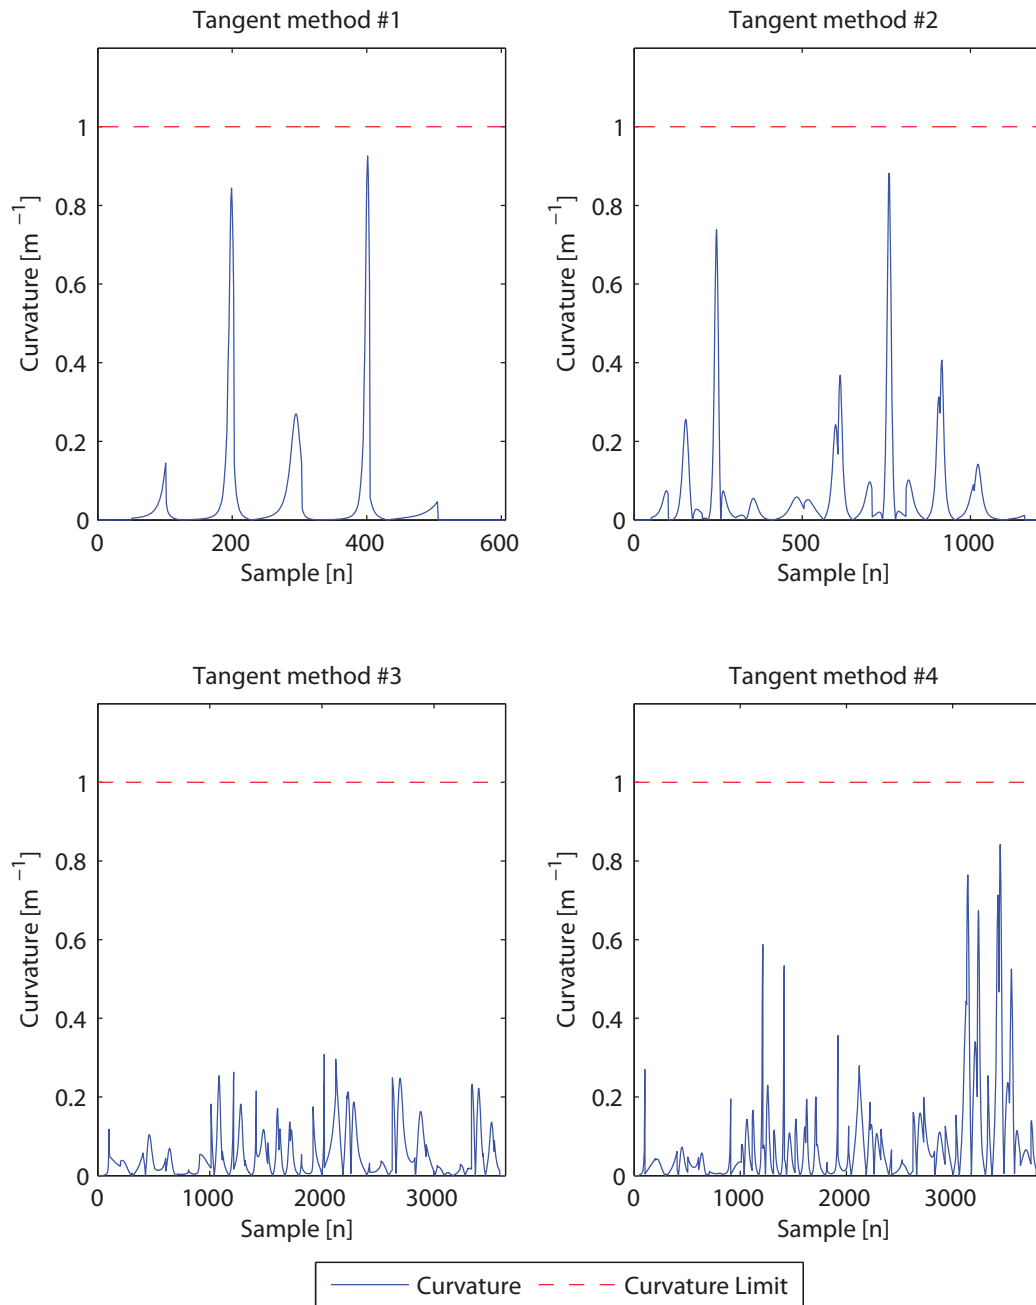 Tangent method #1
Tangent method #2
1
0.8
0.6
0.4
0.2
0
Curvature [m⁻¹]
0
200
400
600
Sample [n]
1
0.8
0.6
0.4
0.2
0
Curvature [m⁻¹]
0
500
1000
Sample [n]
Tangent method #3
Tangent method #4
1
0.8
0.6
0.4
0.2
0
Curvature [m⁻¹]
0
1000
2000
3000
Sample [n]
1
0.8
0.6
0.4
0.2
0
Curvature [m⁻¹]
0
1000
2000
3000
Sample [n]
Curvature
Curvature Limit